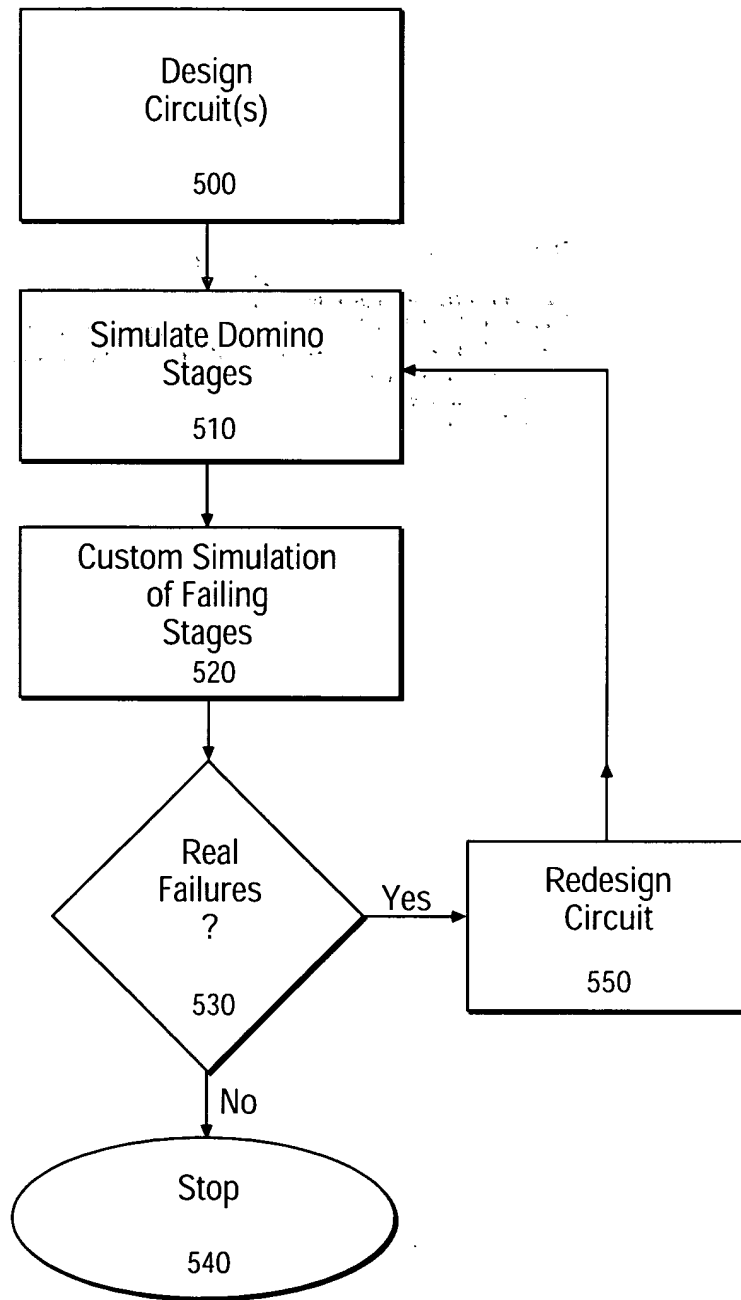 Design
Circuit(s)
500
Simulate Domino
Stages
510
Custom Simulation
of Failing
Stages
520
Real
Failures
?
530
Yes
Redesign
Circuit
550
No
Stop
540